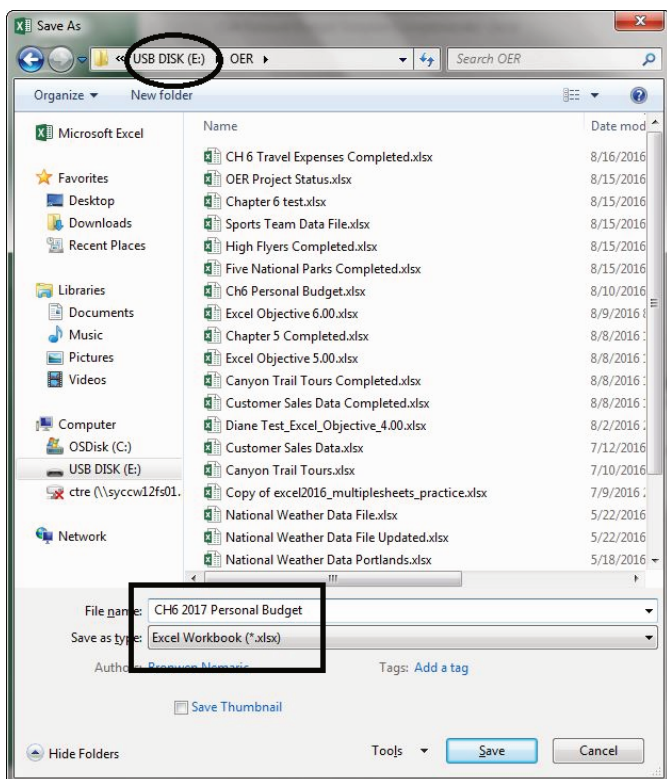 Save As
« USB DISK (E:) ▸ OER ▸
Search OER
Organize
New folder
Name Date mod
Microsoft Excel
Favorites
Desktop
Downloads
Recent Places
Libraries
Documents
Music
Pictures
Videos
Computer
OSDisk (C:)
USB DISK (E:)
ctre (\\syccw12fs01.
Network
CH 6 Travel Expenses Completed.xlsx 8/16/2016
OER Project Status.xlsx 8/15/2016
Chapter 6 test.xlsx 8/15/2016
Sports Team Data File.xlsx 8/15/2016
High Flyers Completed.xlsx 8/15/2016
Five National Parks Completed.xlsx 8/15/2016
Ch6 Personal Budget.xlsx 8/10/2016
Excel Objective 6.00.xlsx 8/9/2016
Chapter 5 Completed.xlsx 8/8/2016
Excel Objective 5.00.xlsx 8/8/2016
Canyon Trail Tours Completed.xlsx 8/8/2016
Customer Sales Data Completed.xlsx 8/8/2016
Diane Test_Excel_Objective_4.00.xlsx 8/2/2016
Customer Sales Data.xlsx 7/12/2016
Canyon Trail Tours.xlsx 7/10/2016
Copy of excel2016_multiplesheets_practice.xlsx 7/9/2016
National Weather Data File.xlsx 5/22/2016
National Weather Data File Updated.xlsx 5/22/2016
National Weather Data Portlands.xlsx 5/18/2016
File name: CH6 2017 Personal Budget
Save as type: Excel Workbook (*.xlsx)
Tags: Add a tag
Save Thumbnail
Hide Folders
Tools
Save
Cancel